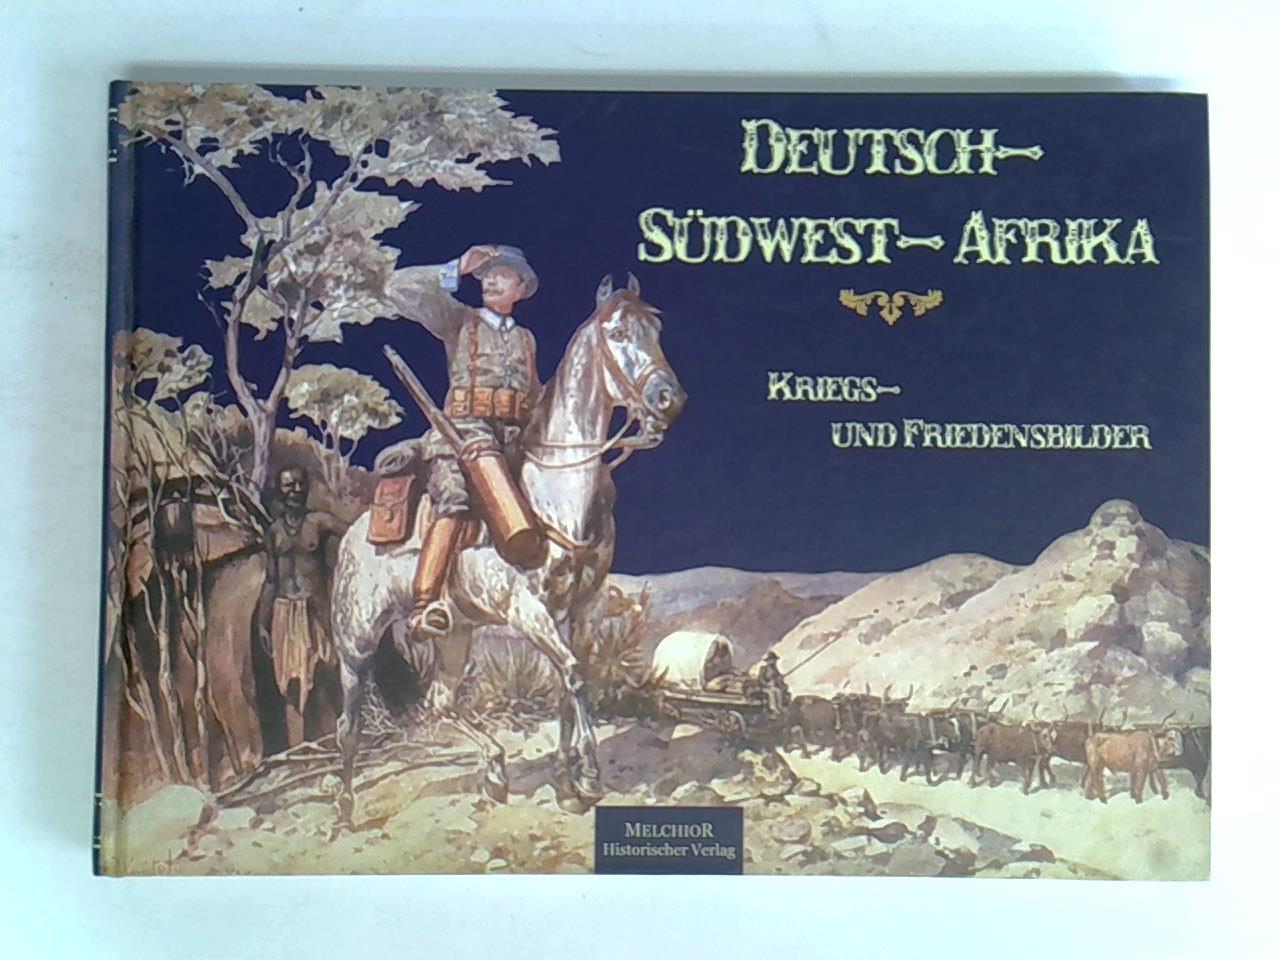 DEUTSCH-
SÜDWEST-AFRIKA
KRIEGS-
UND FRIEDENSBILDER
MELCHIOR
Historischer Verlag